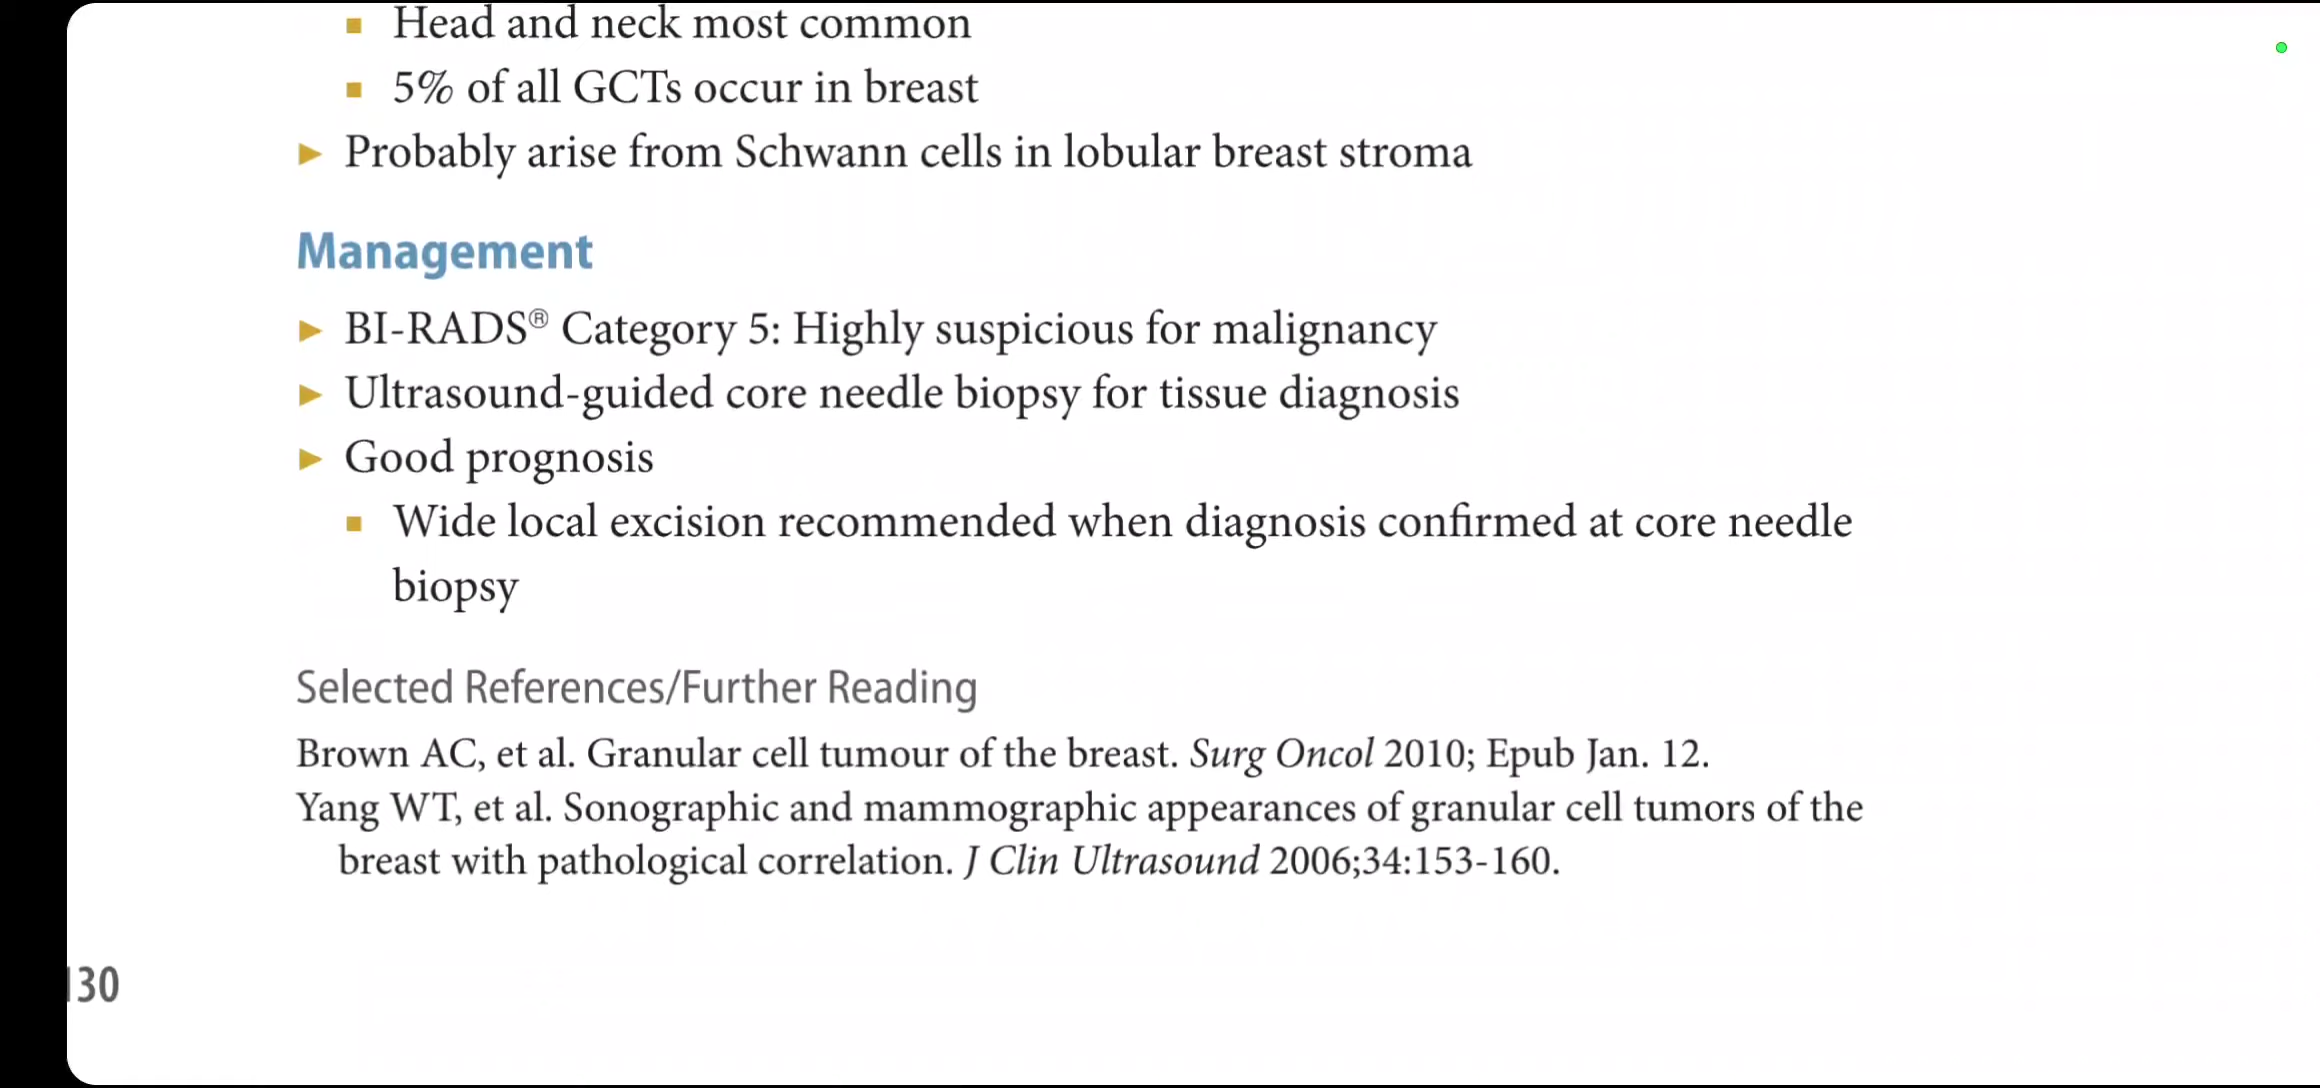 ▪ Head and neck most common
▪ 5% of all GCTs occur in breast
► Probably arise from Schwann cells in lobular breast stroma
Management
► BI-RADS® Category 5: Highly suspicious for malignancy
► Ultrasound-guided core needle biopsy for tissue diagnosis
► Good prognosis
▪ Wide local excision recommended when diagnosis confirmed at core needle
biopsy
Selected References/Further Reading
Brown AC, et al. Granular cell tumour of the breast. Surg Oncol 2010; Epub Jan. 12.
Yang WT, et al. Sonographic and mammographic appearances of granular cell tumors of the
breast with pathological correlation. J Clin Ultrasound 2006;34:153-160.
130